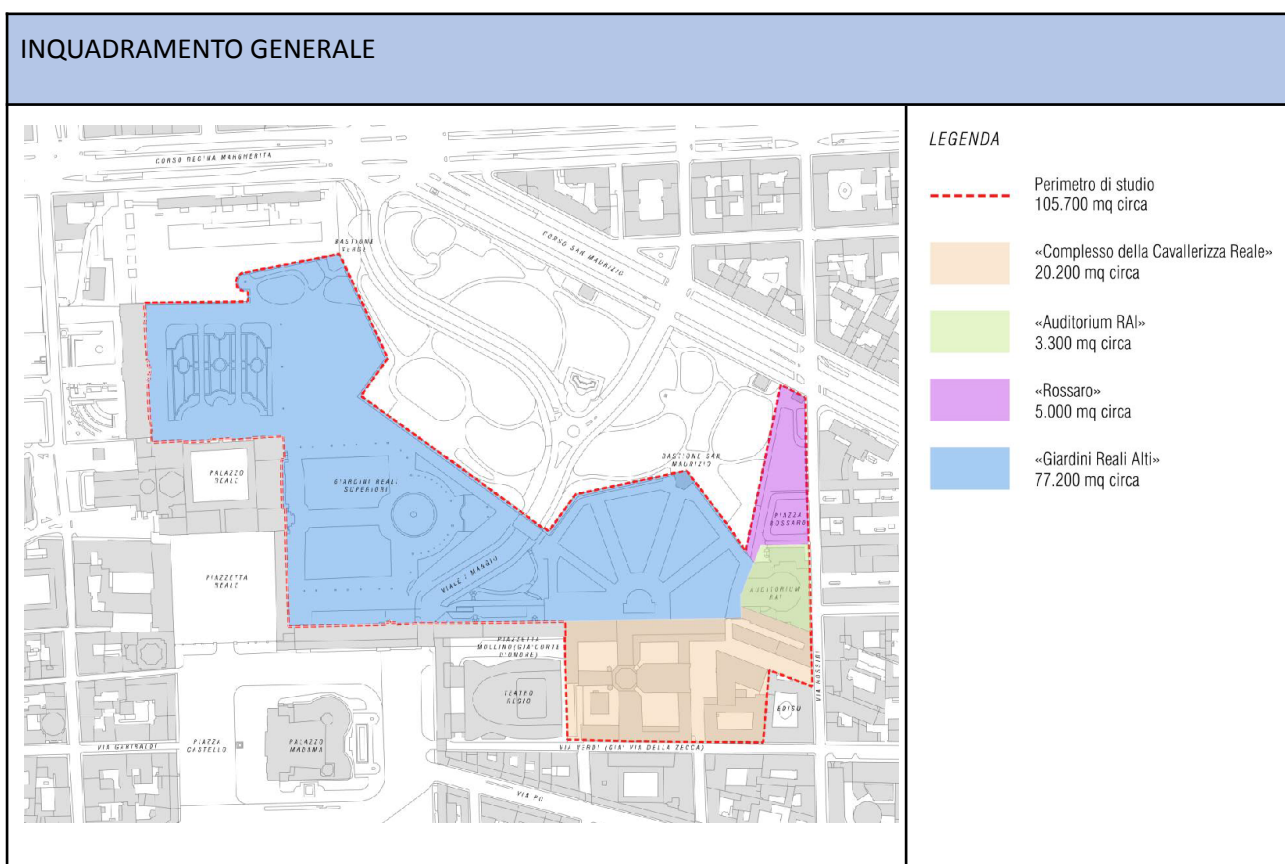 INQUADRAMENTO GENERALE
CORSO REGINA MARGHERITA
BASTIONE
VERDE
CORSO SAN MAURIZIO
BASTIONE SAN
MAURIZIO
PALAZZO
REALE
GIARDINI REALI
SUPERIORI
PIAZZA
ROSSARO
VIALE I MAGGIO
PIAZZETTA
REALE
AUDITORIUM
RAI
PIAZZETTA
MOLLINO (GIA' CORTE
D'ONORE)
TEATRO
REGIO
EDISU
VIA ROSSINI
VIA GARIBALDI
PIAZZA
CASTELLO
PALAZZO
MADAMA
VIA VERDI (GIA' VIA DELLA ZECCA)
VIA PO
LEGENDA
Perimetro di studio
105.700 mq circa
«Complesso della Cavallerizza Reale»
20.200 mq circa
«Auditorium RAI»
3.300 mq circa
«Rossaro»
5.000 mq circa
«Giardini Reali Alti»
77.200 mq circa